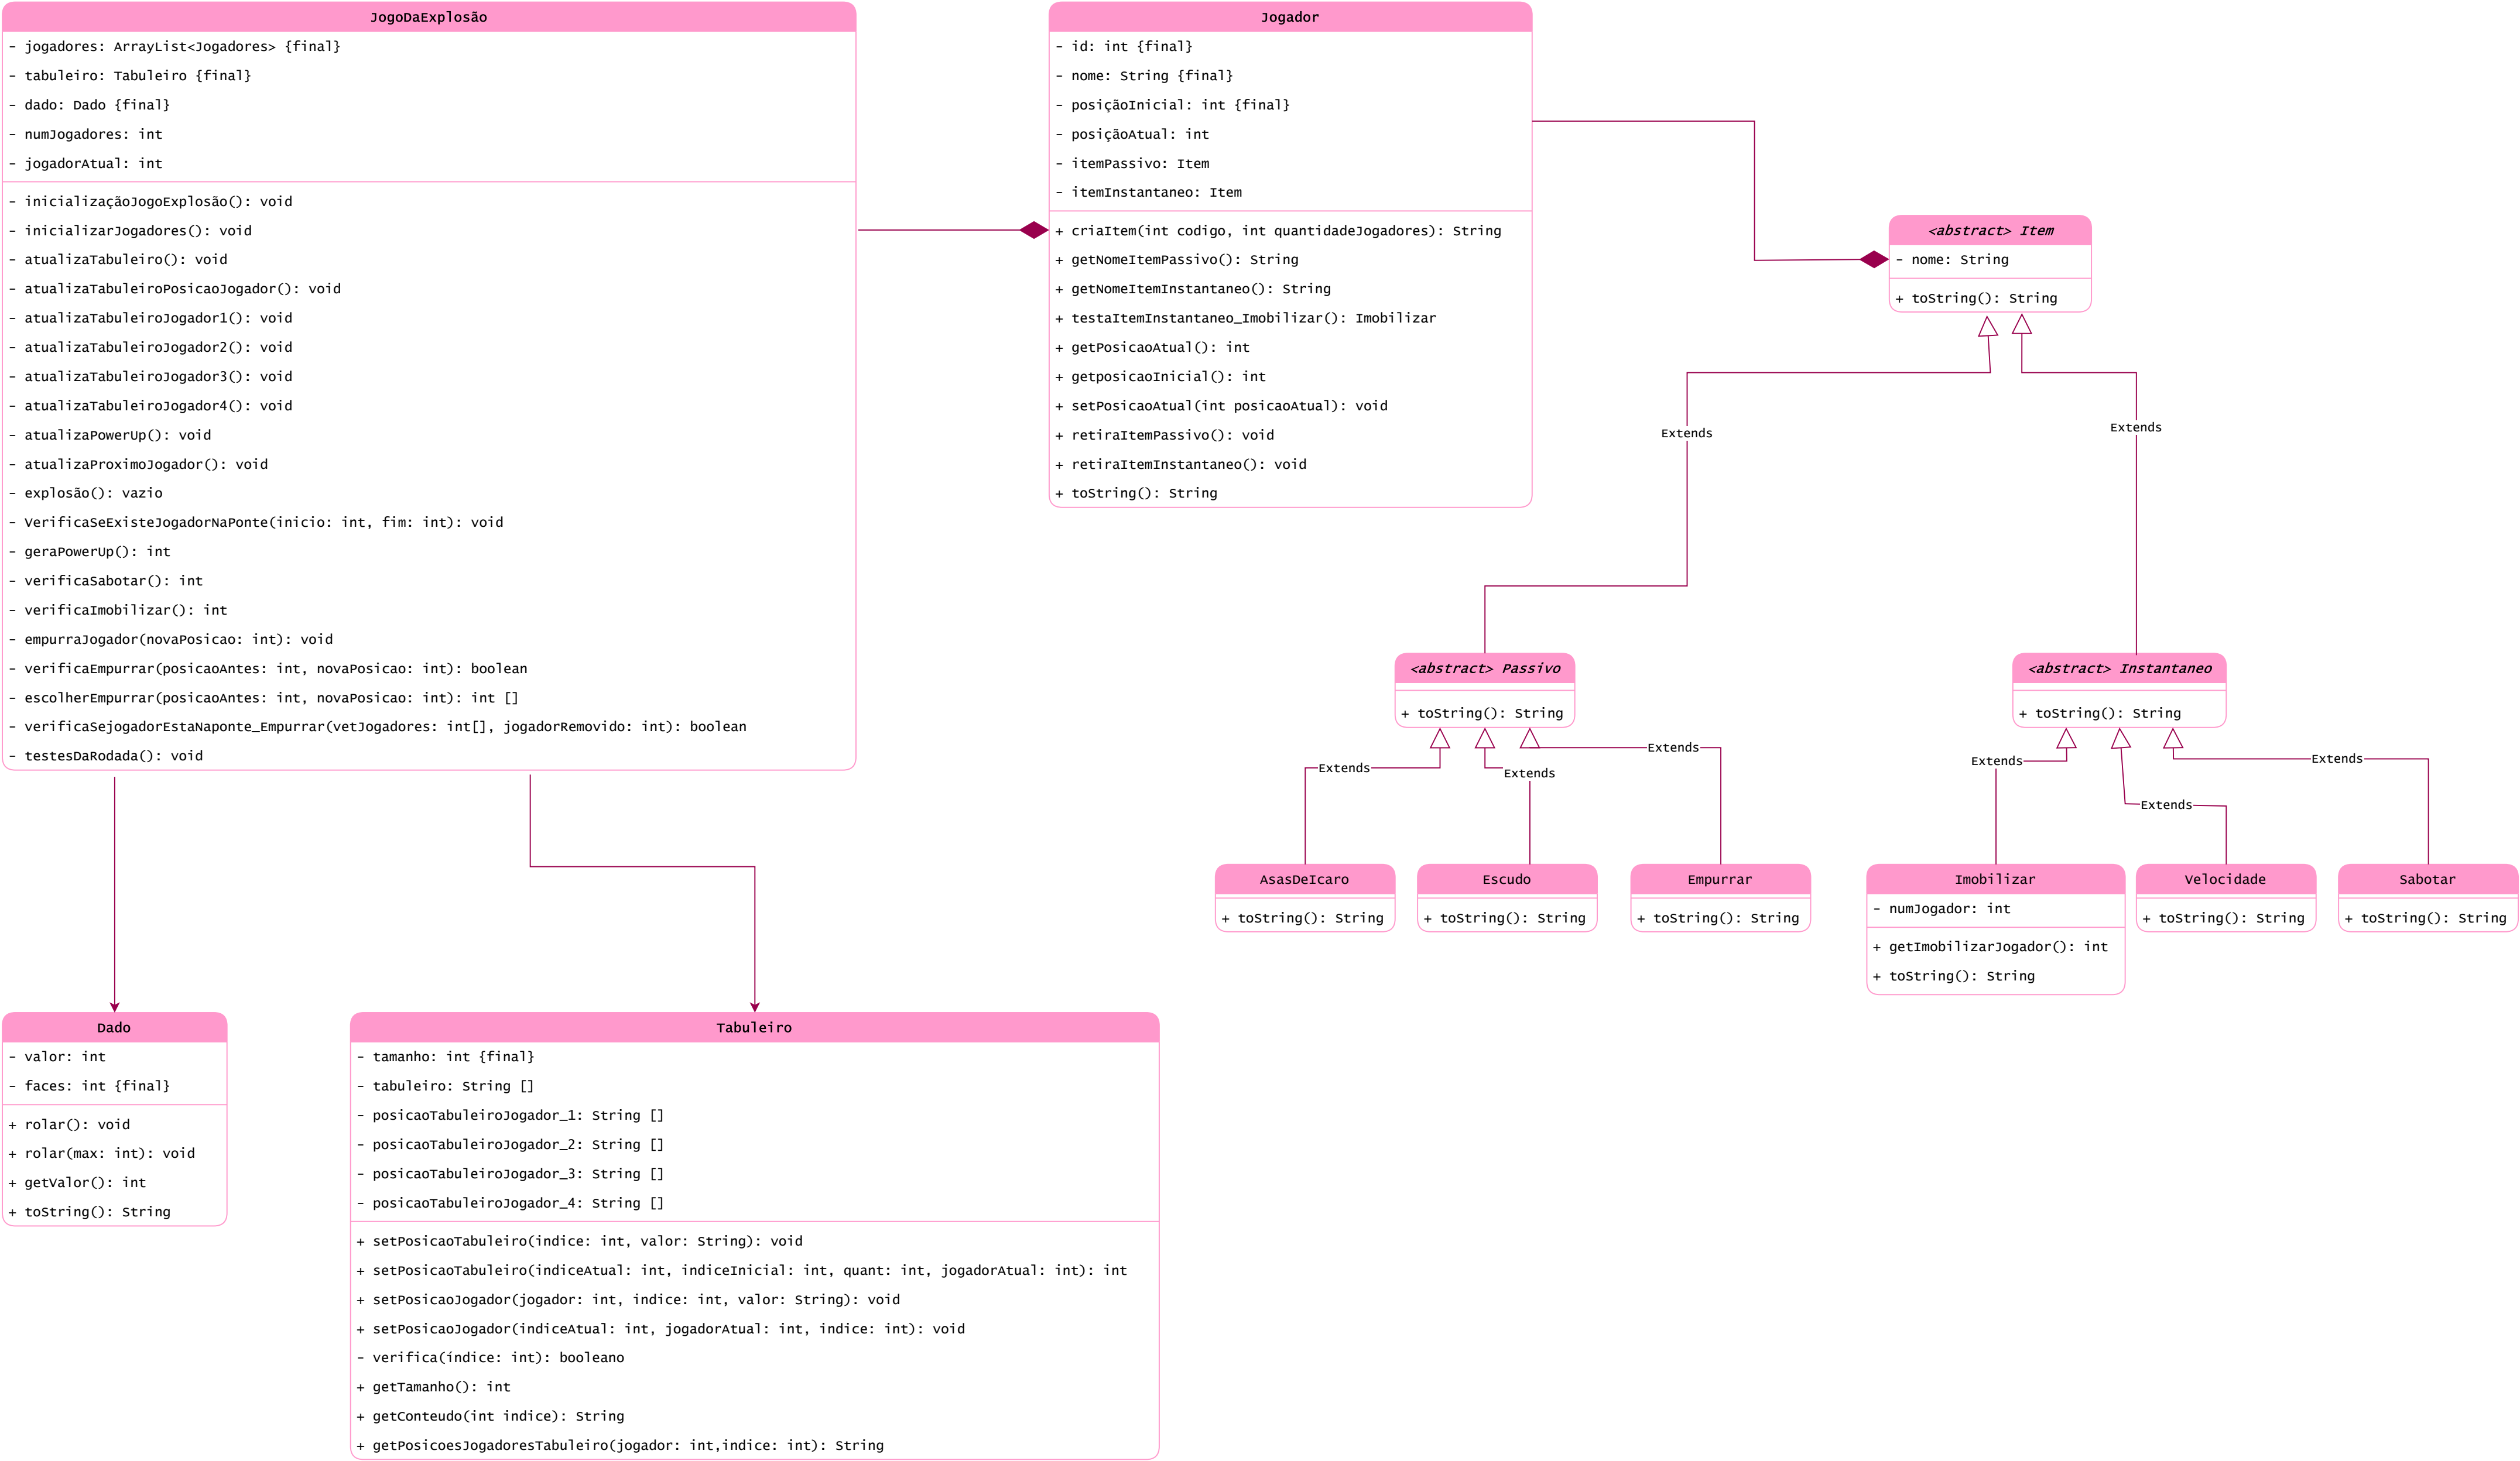 JogoDaExplosão
- jogadores: ArrayList<Jogadores> {final}
- tabuleiro: Tabuleiro {final}
- dado: Dado {final}
- numJogadores: int
- jogadorAtual: int
- inicializaçãoJogoExplosão(): void
- inicializarJogadores(): void
- atualizaTabuleiro(): void
- atualizaTabuleiroPosicaoJogador(): void
- atualizaTabuleiroJogador1(): void
- atualizaTabuleiroJogador2(): void
- atualizaTabuleiroJogador3(): void
- atualizaTabuleiroJogador4(): void
- atualizaPowerUp(): void
- atualizaProximoJogador(): void
- explosão(): vazio
- VerificaSeExisteJogadorNaPonte(inicio: int, fim: int): void
- geraPowerUp(): int
- verificaSabotar(): int
- verificaImobilizar(): int
- empurraJogador(novaPosicao: int): void
- verificaEmpurrar(posicaoAntes: int, novaPosicao: int): boolean
- escolherEmpurrar(posicaoAntes: int, novaPosicao: int): int []
- verificaSejogadorEstaNaponte_Empurrar(vetJogadores: int[], jogadorRemovido: int): boolean
- testesDaRodada(): void
Jogador
- id: int {final}
- nome: String {final}
- posiçãoInicial: int {final}
- posiçãoAtual: int
- itemPassivo: Item
- itemInstantaneo: Item
+ criaItem(int codigo, int quantidadeJogadores): String
+ getNomeItemPassivo(): String
+ getNomeItemInstantaneo(): String
+ testaItemInstantaneo_Imobilizar(): Imobilizar
+ getPosicaoAtual(): int
+ getposicaoInicial(): int
+ setPosicaoAtual(int posicaoAtual): void
+ retiraItemPassivo(): void
+ retiraItemInstantaneo(): void
+ toString(): String
<abstract> Item
- nome: String
+ toString(): String
Extends
Extends
<abstract> Passivo
+ toString(): String
<abstract> Instantaneo
+ toString(): String
Extends
Extends
Extends
Extends
Extends
Extends
AsasDeIcaro
+ toString(): String
Escudo
+ toString(): String
Empurrar
+ toString(): String
Imobilizar
- numJogador: int
+ getImobilizarJogador(): int
+ toString(): String
Velocidade
+ toString(): String
Sabotar
+ toString(): String
Dado
- valor: int
- faces: int {final}
+ rolar(): void
+ rolar(max: int): void
+ getValor(): int
+ toString(): String
Tabuleiro
- tamanho: int {final}
- tabuleiro: String []
- posicaoTabuleiroJogador_1: String []
- posicaoTabuleiroJogador_2: String []
- posicaoTabuleiroJogador_3: String []
- posicaoTabuleiroJogador_4: String []
+ setPosicaoTabuleiro(indice: int, valor: String): void
+ setPosicaoTabuleiro(indiceAtual: int, indiceInicial: int, quant: int, jogadorAtual: int): int
+ setPosicaoJogador(jogador: int, indice: int, valor: String): void
+ setPosicaoJogador(indiceAtual: int, jogadorAtual: int, indice: int): void
- verifica(índice: int): booleano
+ getTamanho(): int
+ getConteudo(int indice): String
+ getPosicoesJogadoresTabuleiro(jogador: int,indice: int): String